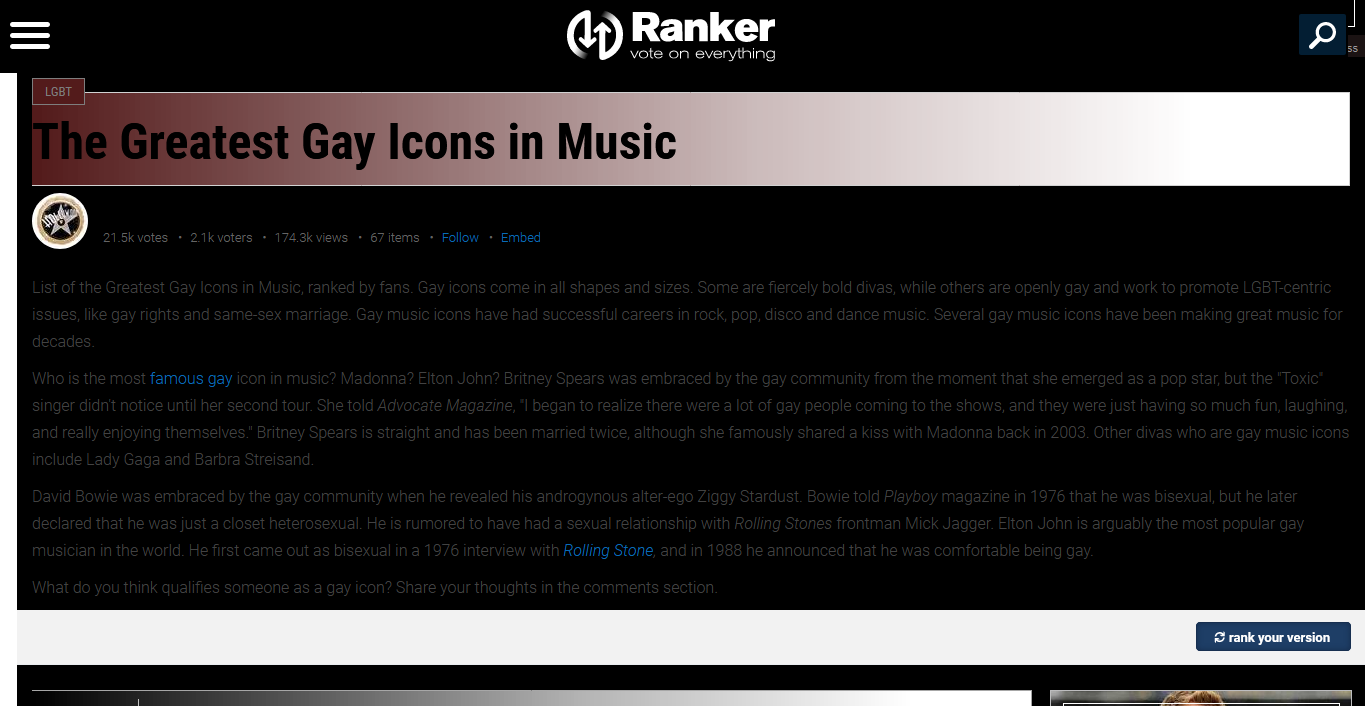 Ranker
vote on everything
ss
LGBT
The Greatest Gay Icons in Music
21.5k votes • 2.1k voters • 174.3k views • 67 items • Follow • Embed
List of the Greatest Gay Icons in Music, ranked by fans. Gay icons come in all shapes and sizes. Some are fiercely bold divas, while others are openly gay and work to promote LGBT-centric
issues, like gay rights and same-sex marriage. Gay music icons have had successful careers in rock, pop, disco and dance music. Several gay music icons have been making great music for
decades.
Who is the most famous gay icon in music? Madonna? Elton John? Britney Spears was embraced by the gay community from the moment that she emerged as a pop star, but the "Toxic"
singer didn't notice until her second tour. She told Advocate Magazine, "I began to realize there were a lot of gay people coming to the shows, and they were just having so much fun, laughing,
and really enjoying themselves." Britney Spears is straight and has been married twice, although she famously shared a kiss with Madonna back in 2003. Other divas who are gay music icons
include Lady Gaga and Barbra Streisand.
David Bowie was embraced by the gay community when he revealed his androgynous alter-ego Ziggy Stardust. Bowie told Playboy magazine in 1976 that he was bisexual, but he later
declared that he was just a closet heterosexual. He is rumored to have had a sexual relationship with Rolling Stones frontman Mick Jagger. Elton John is arguably the most popular gay
musician in the world. He first came out as bisexual in a 1976 interview with Rolling Stone, and in 1988 he announced that he was comfortable being gay.
What do you think qualifies someone as a gay icon? Share your thoughts in the comments section.
rank your version